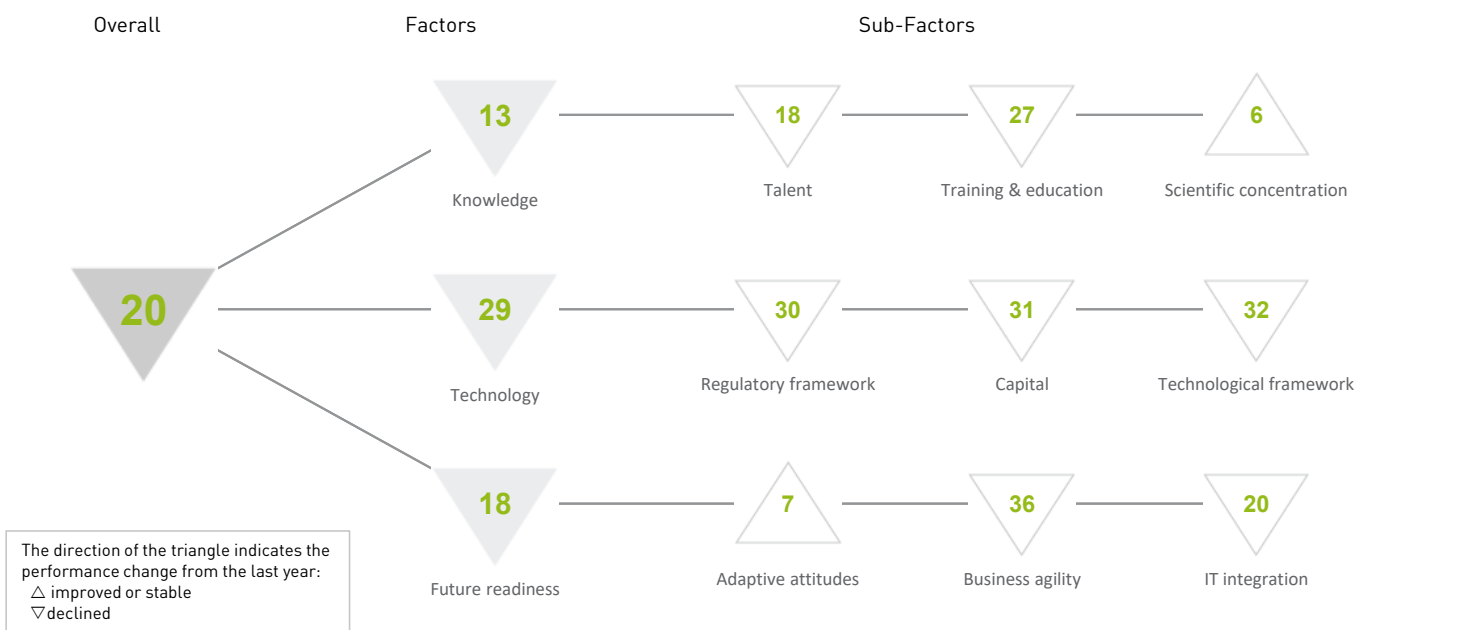 Overall
Factors
Sub-Factors
13
18
27
6
Knowledge
Talent
Training & education
Scientific concentration
20
29
30
31
32
Technology
Regulatory framework
Capital
Technological framework
18
7
36
20
Future readiness
Adaptive attitudes
Business agility
IT integration
The direction of the triangle indicates the
performance change from the last year:
△ improved or stable
▽ declined